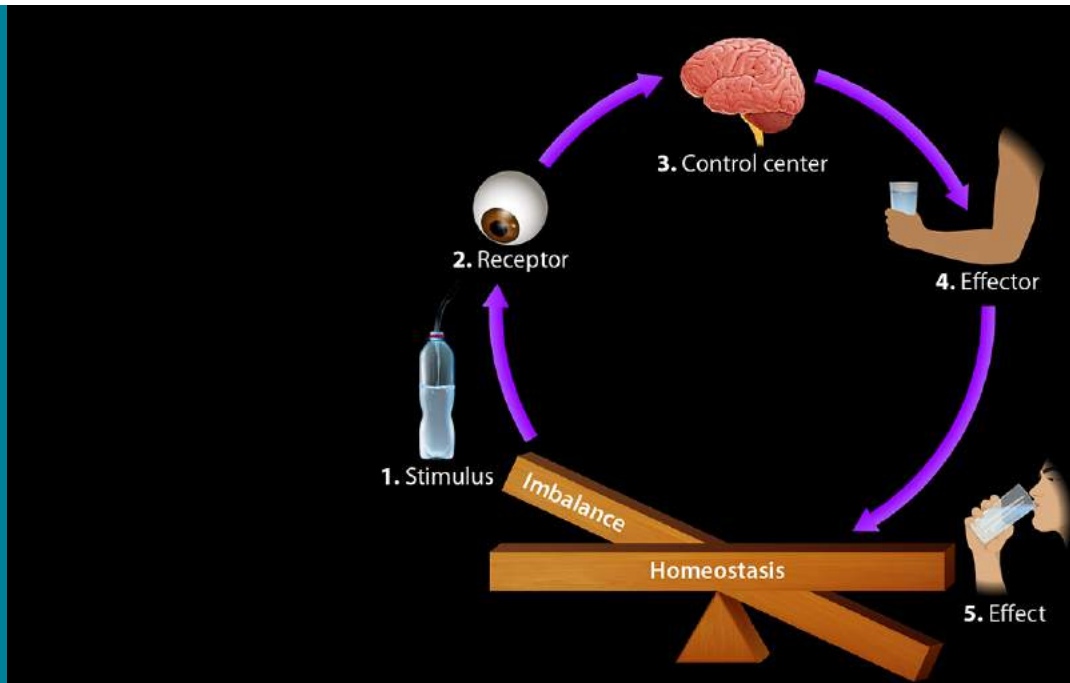 1. Stimulus
2. Receptor
3. Control center
4. Effector
5. Effect
Imbalance
Homeostasis